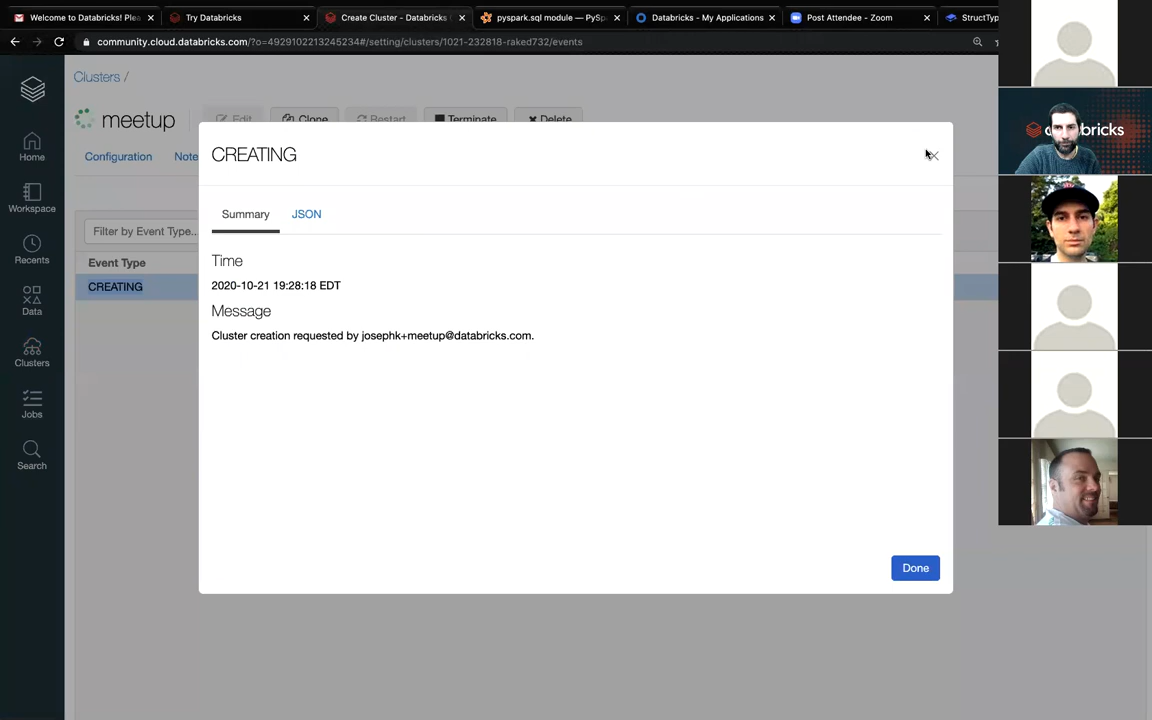 Welcome to Databricks! Plea
Try Databricks
Create Cluster - Databricks
pyspark.sql module — PySp
Databricks - My Applications
Post Attendee - Zoom
StructTyp
community.cloud.databricks.com/?o=4929102213245234#/setting/clusters/1021-232818-raked732/events
Clusters /
meetup
Edit
Clone
Restart
Terminate
Delete
Configuration
Note
Home
Workspace
Recents
Data
Clusters
Jobs
Search
Filter by Event Type...
Event Type
CREATING
CREATING
Summary
JSON
Time
2020-10-21 19:28:18 EDT
Message
Cluster creation requested by josephk+meetup@databricks.com.
Done
bricks